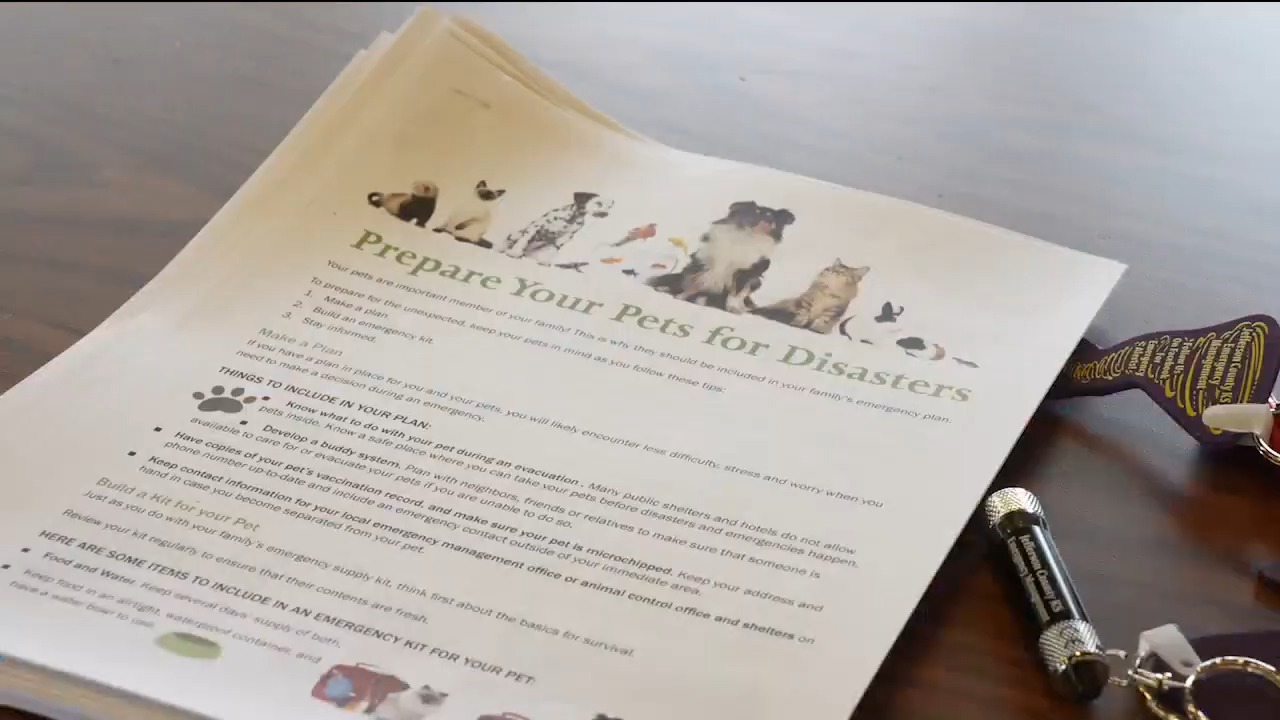 Prepare Your Pets for Disasters
Your pets are important member of your family! This is why they should be included in your family's emergency plan.
To prepare for the unexpected, keep your pets in mind as you follow these tips:
1. Make a plan.
2. Build an emergency kit.
3. Stay informed.
Make a Plan
If you have a plan in place for you and your pets, you will likely encounter less difficulty, stress and worry when you
need to make a decision during an emergency.
THINGS TO INCLUDE IN YOUR PLAN:
Know what to do with your pet during an evacuation. Many public shelters and hotels do not allow
pets inside. Know a safe place where you can take your pets before disasters and emergencies happen.
Develop a buddy system. Plan with neighbors, friends or relatives to make sure that someone is
available to care for or evacuate your pets if you are unable to do so.
Have copies of your pet's vaccination record, and make sure your pet is microchipped. Keep your address and
phone number up-to-date and include an emergency contact outside of your immediate area.
Keep contact information for your local emergency management office or animal control office and shelters on
hand in case you become separated from your pet.
Build a Kit for your Pet
Just as you do with your family's emergency supply kit, think first about the basics for survival.
Review your kit regularly to ensure that their contents are fresh.
HERE ARE SOME ITEMS TO INCLUDE IN AN EMERGENCY KIT FOR YOUR PET:
Food and Water. Keep several days' supply of both.
Keep food in an airtight, waterproof container, and
have a water bowl to use.
Jefferson County KS
Emergency Management
Jefferson County KS
Emergency
Management
Follow Us
on Facebook